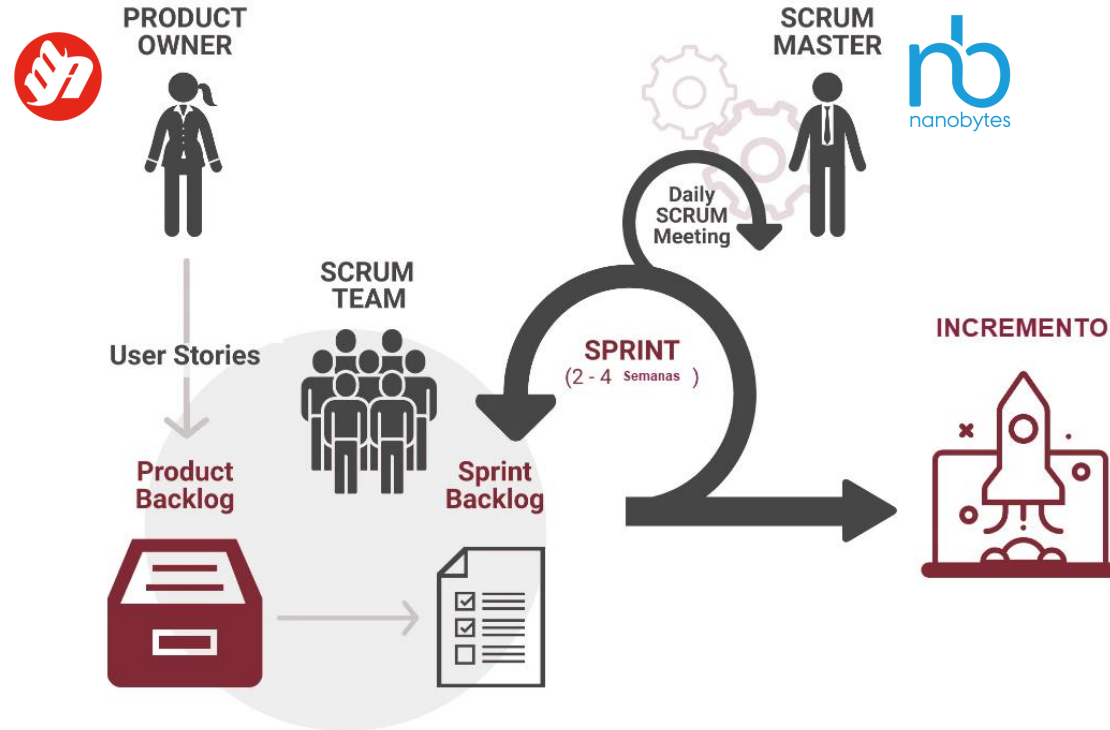 PRODUCT
OWNER
SCRUM
MASTER
nb
nanobytes
Daily
SCRUM
Meeting
SCRUM
TEAM
User Stories
SPRINT
(2 - 4 Semanas )
INCREMENTO
Product
Backlog
Sprint
Backlog